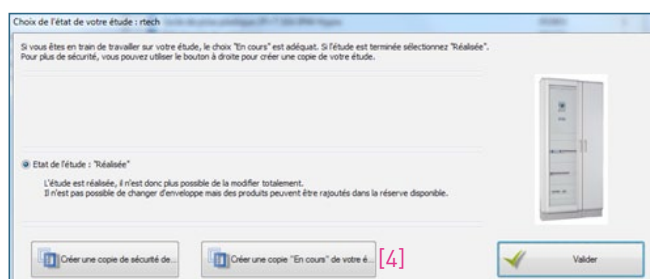 Choix de l'état de votre étude : rtech
Si vous êtes en train de travailler sur votre étude, le choix "En cours" est adéquat. Si l'étude est terminée sélectionnez "Réalisée".
Pour plus de sécurité, vous pouvez utiliser le bouton à droite pour créer une copie de votre étude.
Etat de l'étude : "Réalisée"
L'étude est réalisée, il n'est donc plus possible de la modifier totalement.
Il n'est pas possible de changer d'enveloppe mais des produits peuvent être rajoutés dans la réserve disponible.
Créer une copie de sécurité de... Créer une copie "En cours" de votre é... [4] Valider